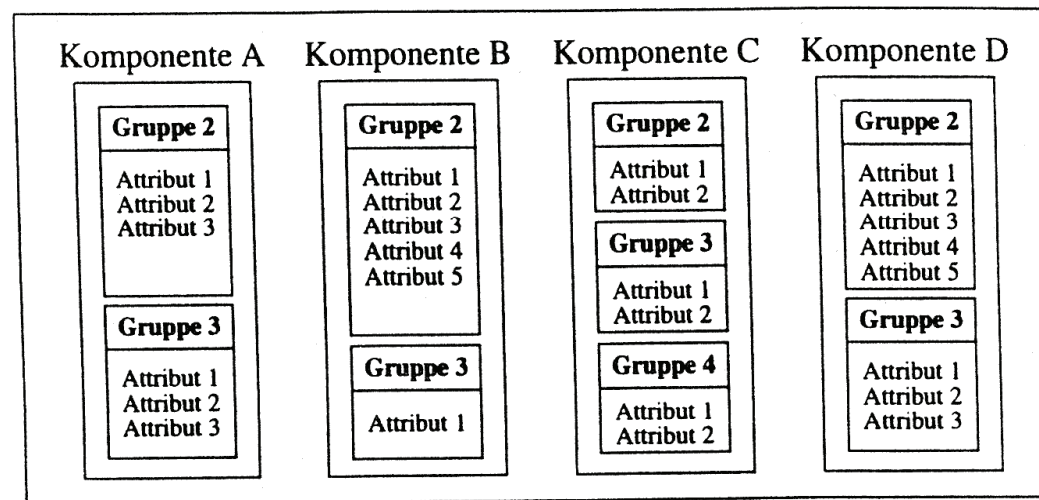 Komponente A
Gruppe 2
Attribut 1
Attribut 2
Attribut 3
Gruppe 3
Attribut 1
Attribut 2
Attribut 3
Komponente B
Gruppe 2
Attribut 1
Attribut 2
Attribut 3
Attribut 4
Attribut 5
Gruppe 3
Attribut 1
Komponente C
Gruppe 2
Attribut 1
Attribut 2
Gruppe 3
Attribut 1
Attribut 2
Gruppe 4
Attribut 1
Attribut 2
Komponente D
Gruppe 2
Attribut 1
Attribut 2
Attribut 3
Attribut 4
Attribut 5
Gruppe 3
Attribut 1
Attribut 2
Attribut 3